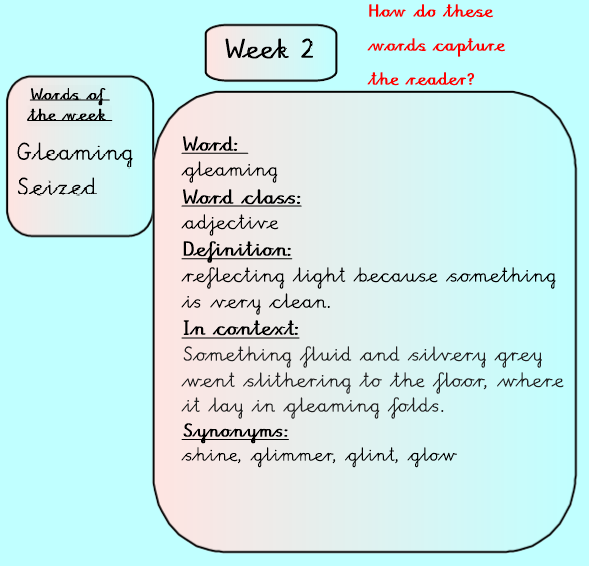 Week 2
How do these
words capture
the reader?
Words of
the week
Gleaming
Seized
Word:
gleaming
Word class:
adjective
Definition:
reflecting light because something
is very clean.
In context:
Something fluid and silvery grey
went slithering to the floor, where
it lay in gleaming folds.
Synonyms:
shine, glimmer, glint, glow